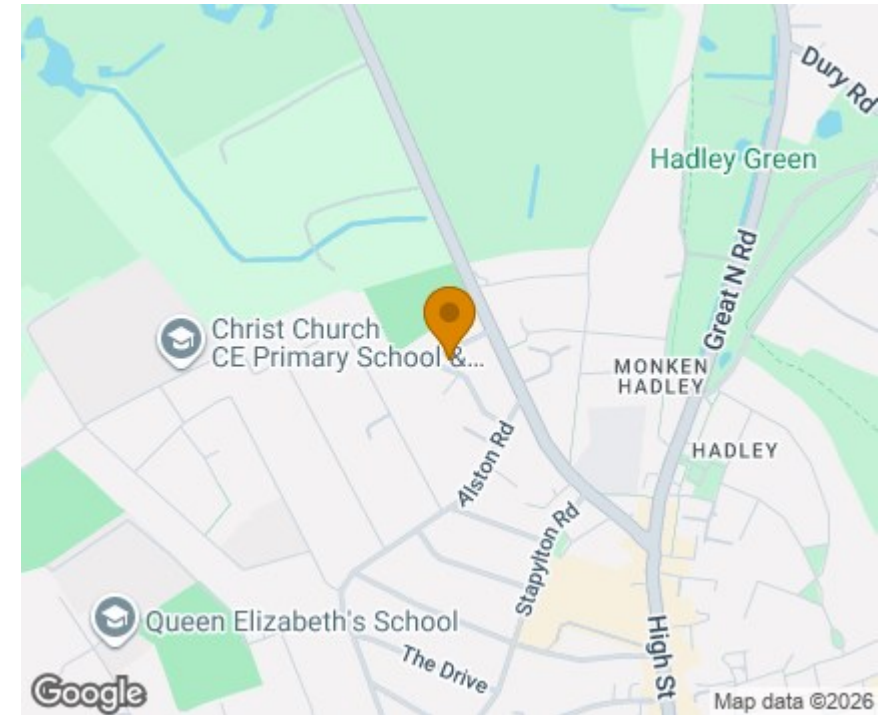 Dury Rd
Hadley Green
Great N Rd
Christ Church
CE Primary School &...
MONKEN
HADLEY
HADLEY
Alston Rd
Stapylton Rd
Queen Elizabeth's School
The Drive
High St
Google
Map data ©2026